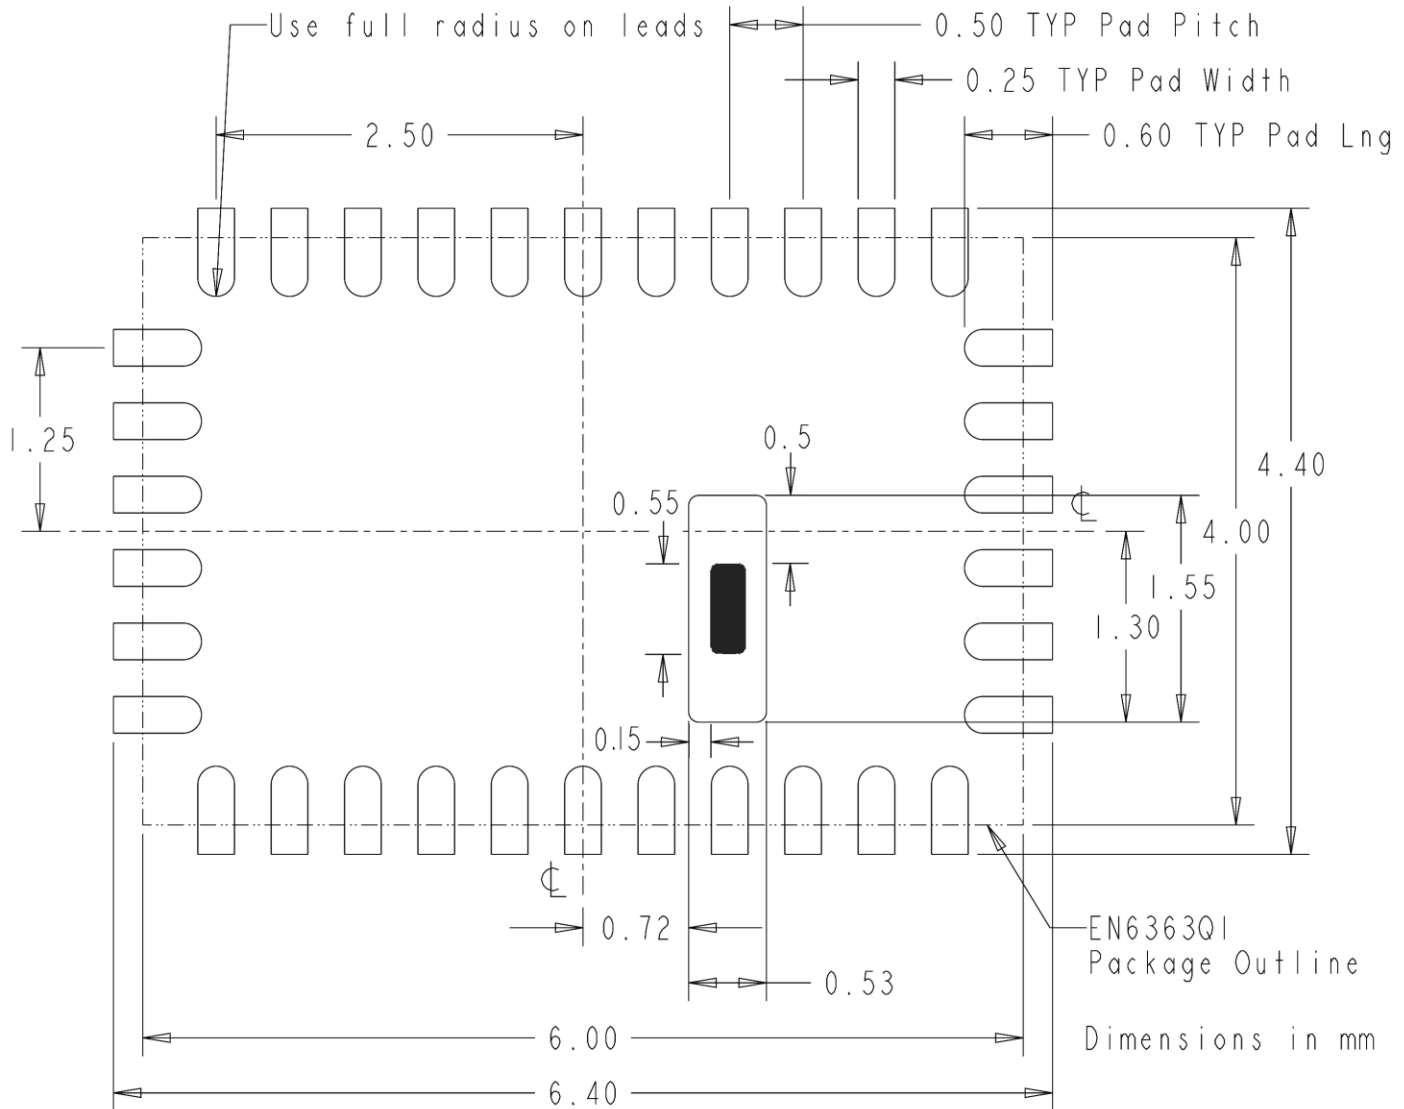 Use full radius on leads
0.50 TYP Pad Pitch
0.25 TYP Pad Width
2.50
0.60 TYP Pad Lng
1.25
0.5
4.40
0.55
℄
4.00
1.55
1.30
0.15
℄
0.72
EN6363QI
Package Outline
0.53
6.00
Dimensions in mm
6.40